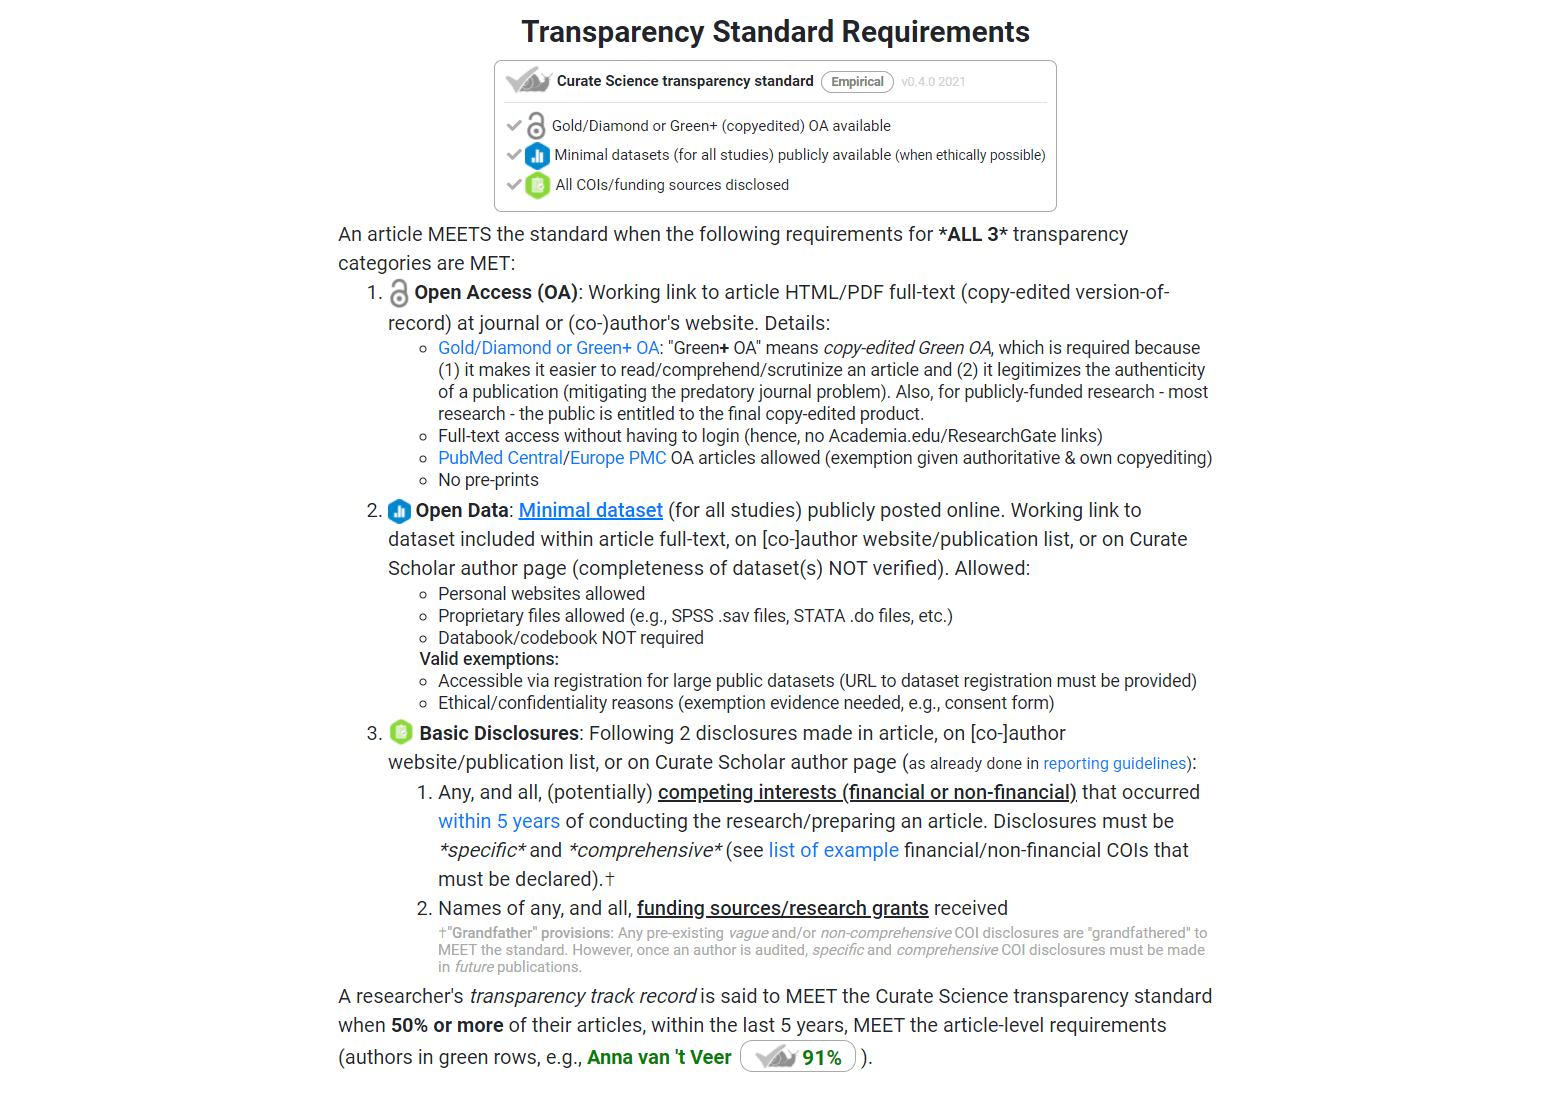 Transparency Standard Requirements
Curate Science transparency standard Empirical v0.4.0 2021
Gold/Diamond or Green+ (copyedited) OA available
Minimal datasets (for all studies) publicly available (when ethically possible)
All COIs/funding sources disclosed
An article MEETS the standard when the following requirements for *ALL 3* transparency
categories are MET:
1. Open Access (OA): Working link to article HTML/PDF full-text (copy-edited version-of-
record) at journal or (co-)author's website. Details:
Gold/Diamond or Green+ OA: "Green+ OA" means copy-edited Green OA, which is required because
(1) it makes it easier to read/comprehend/scrutinize an article and (2) it legitimizes the authenticity
of a publication (mitigating the predatory journal problem). Also, for publicly-funded research - most
research - the public is entitled to the final copy-edited product.
Full-text access without having to login (hence, no Academia.edu/ResearchGate links)
PubMed Central/Europe PMC OA articles allowed (exemption given authoritative & own copyediting)
No pre-prints
2. Open Data: Minimal dataset (for all studies) publicly posted online. Working link to
dataset included within article full-text, on [co-]author website/publication list, or on Curate
Scholar author page (completeness of dataset(s) NOT verified). Allowed:
Personal websites allowed
Proprietary files allowed (e.g., SPSS .sav files, STATA .do files, etc.)
Databook/codebook NOT required
Valid exemptions:
Accessible via registration for large public datasets (URL to dataset registration must be provided)
Ethical/confidentiality reasons (exemption evidence needed, e.g., consent form)
3. Basic Disclosures: Following 2 disclosures made in article, on [co-]author
website/publication list, or on Curate Scholar author page (as already done in reporting guidelines):
1. Any, and all, (potentially) competing interests (financial or non-financial) that occurred
within 5 years of conducting the research/preparing an article. Disclosures must be
*specific* and *comprehensive* (see list of example financial/non-financial COIs that
must be declared).†
2. Names of any, and all, funding sources/research grants received
†"Grandfather" provisions: Any pre-existing vague and/or non-comprehensive COI disclosures are "grandfathered" to
MEET the standard. However, once an author is audited, specific and comprehensive COI disclosures must be made
in future publications.
A researcher's transparency track record is said to MEET the Curate Science transparency standard
when 50% or more of their articles, within the last 5 years, MEET the article-level requirements
(authors in green rows, e.g., Anna van 't Veer 91% ).